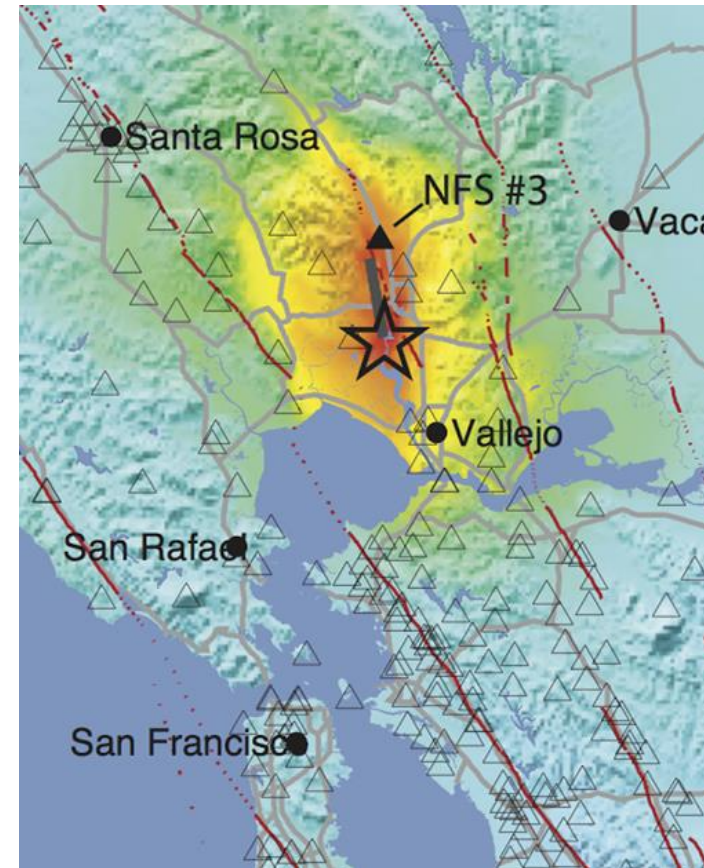 Santa Rosa
NFS #3
Vaca
Vallejo
San Rafael
San Francisco